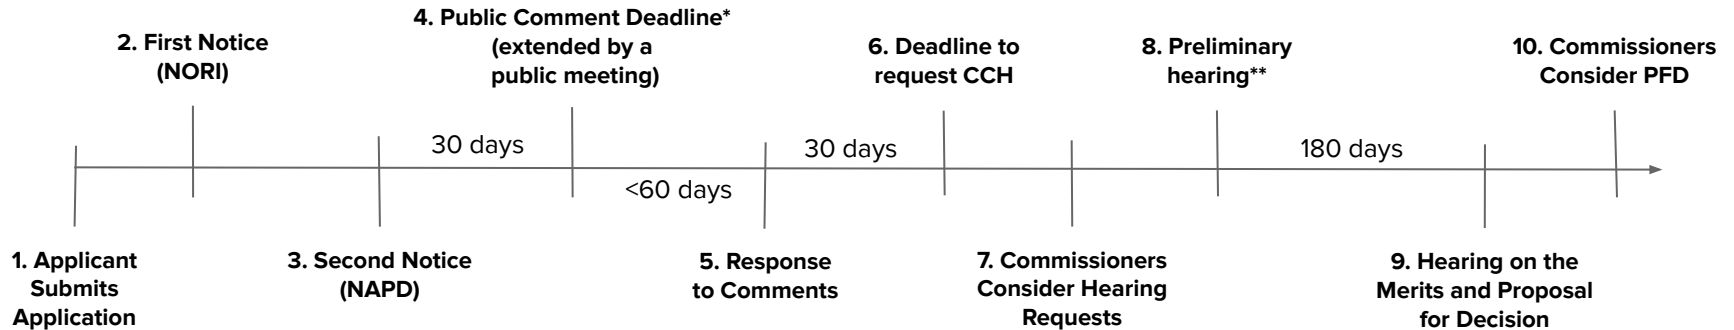 4. Public Comment Deadline*
(extended by a
public meeting)
2. First Notice
(NORI)
6. Deadline to
request CCH
8. Preliminary
hearing**
10. Commissioners
Consider PFD
30 days
<60 days
30 days
180 days
1. Applicant
Submits
Application
3. Second Notice
(NAPD)
5. Response
to Comments
7. Commissioners
Consider Hearing
Requests
9. Hearing on the
Merits and Proposal
for Decision